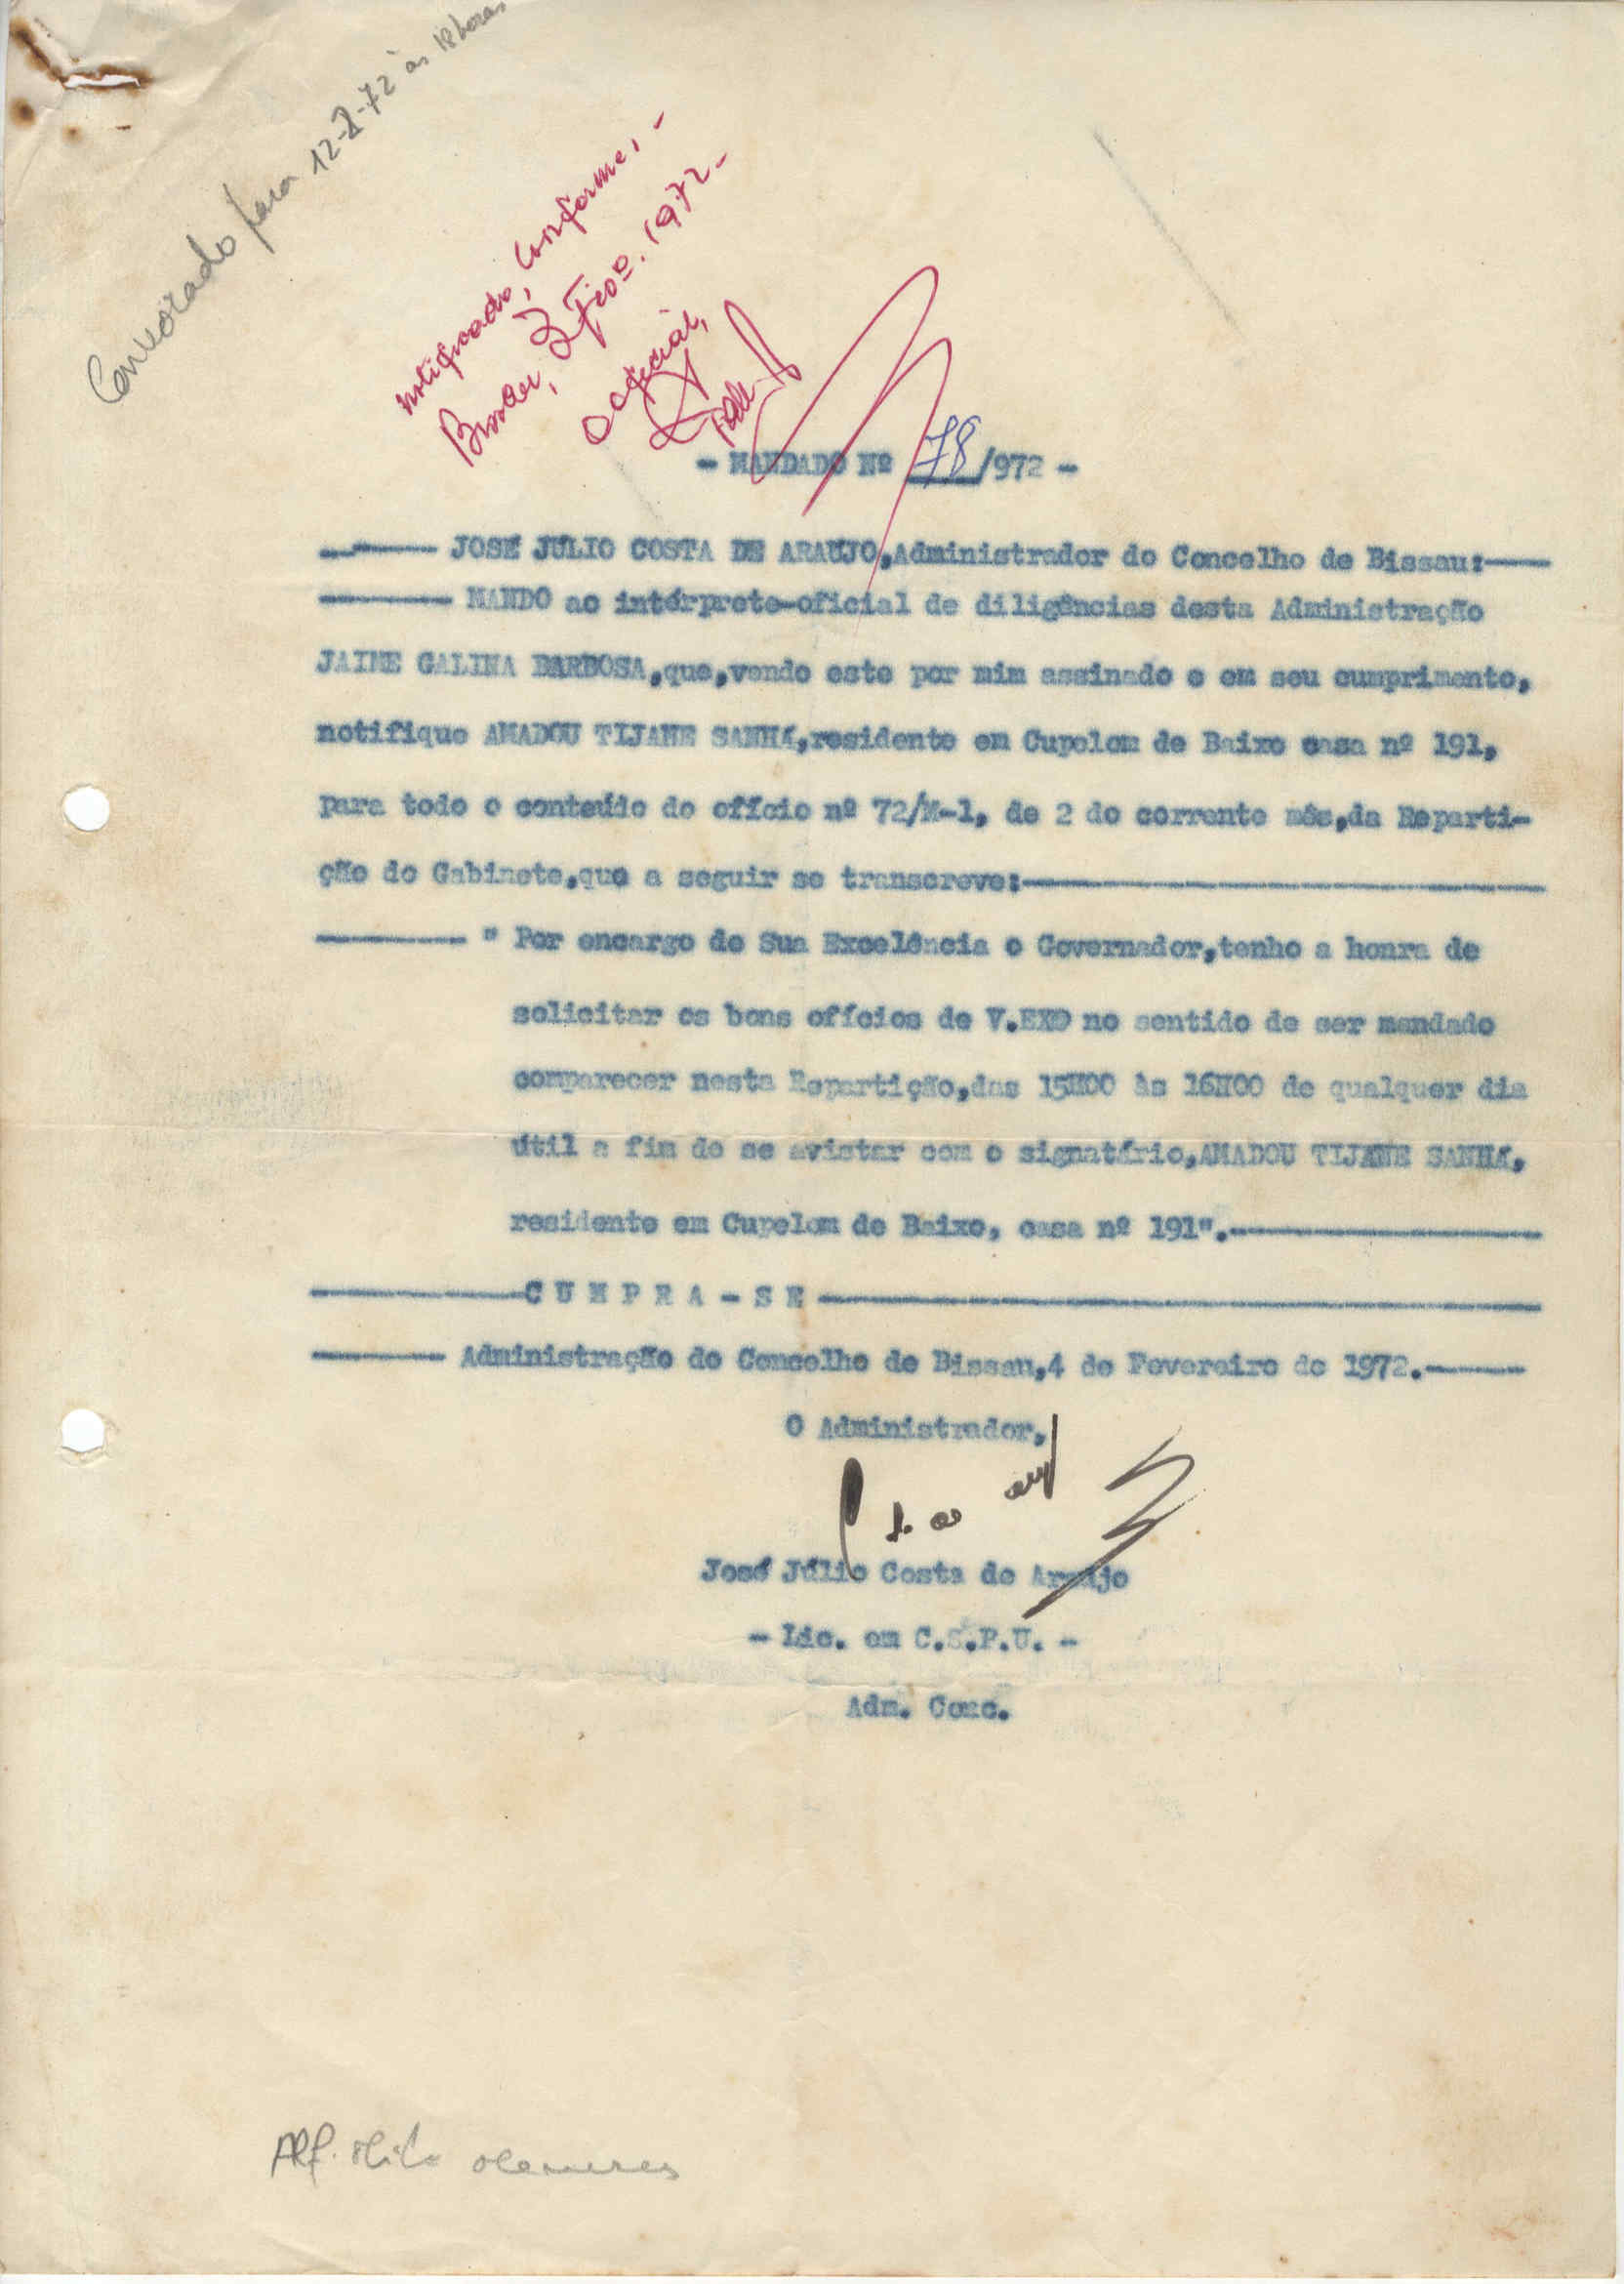 Convocado para 12-2-72 às 18 horas
notificado, conforme, -
Bissau, Fevº. 1972. -
O oficial,
- MANDADO Nº 78/972 -
------- JOSÉ JÚLIO COSTA DE ARAUJO,Administrador do Concelho de Bissau:----
-------- MANDO ao intérprete-oficial de diligências desta Administração
JAIME GALINA BARBOSA,que,vendo este por mim assinado e em seu cumprimento,
notifique AMADOU TIJANE SANHÁ,residente em Cupelom de Baixo casa nº 191,
para todo o conteúdo do ofício nº 72/M-1, de 2 do corrente mês,da Reparti-
ção do Gabinete,que a seguir se transcreve:--------------------------------
--------- " Por encargo de Sua Excelência o Governador,tenho a honra de
solicitar os bons ofícios de V.EXº no sentido de ser mandado
comparecer nesta Repartição,das 15H00 às 16H00 de qualquer dia
útil a fim de se avistar com o signatário,AMADOU TIJANE SANHÁ,
residente em Cupelom de Baixo, casa nº 191".-------------------
-------------C U M P R A - S E --------------------------------------------
-------- Administração do Concelho de Bissau,4 de Fevereiro de 1972.------
O Administrador,
José Júlio Costa de Araújo
- Lic. em C.S.P.U. -
Adm. Conc.
Alf.